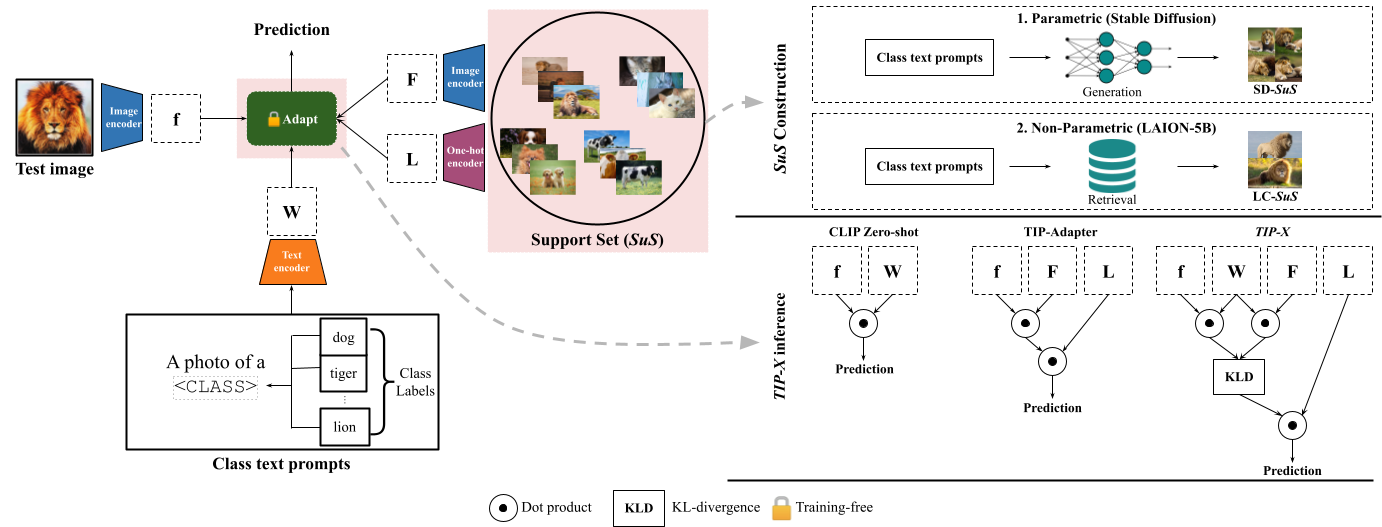 Prediction
Test image
Image
encoder
f
Adapt
F
L
Image
encoder
One-hot
encoder
Support Set (SuS)
W
Text
encoder
A photo of a
<CLASS>
dog
tiger
lion
Class
Labels
Class text prompts
SuS Construction
1. Parametric (Stable Diffusion)
Class text prompts
Generation
SD-SuS
2. Non-Parametric (LAION-5B)
Class text prompts
Retrieval
LC-SuS
TIP-X inference
CLIP Zero-shot
f W
Prediction
TIP-Adapter
f F L
Prediction
TIP-X
f W F L
KLD
Prediction
Dot product
KLD KL-divergence
Training-free